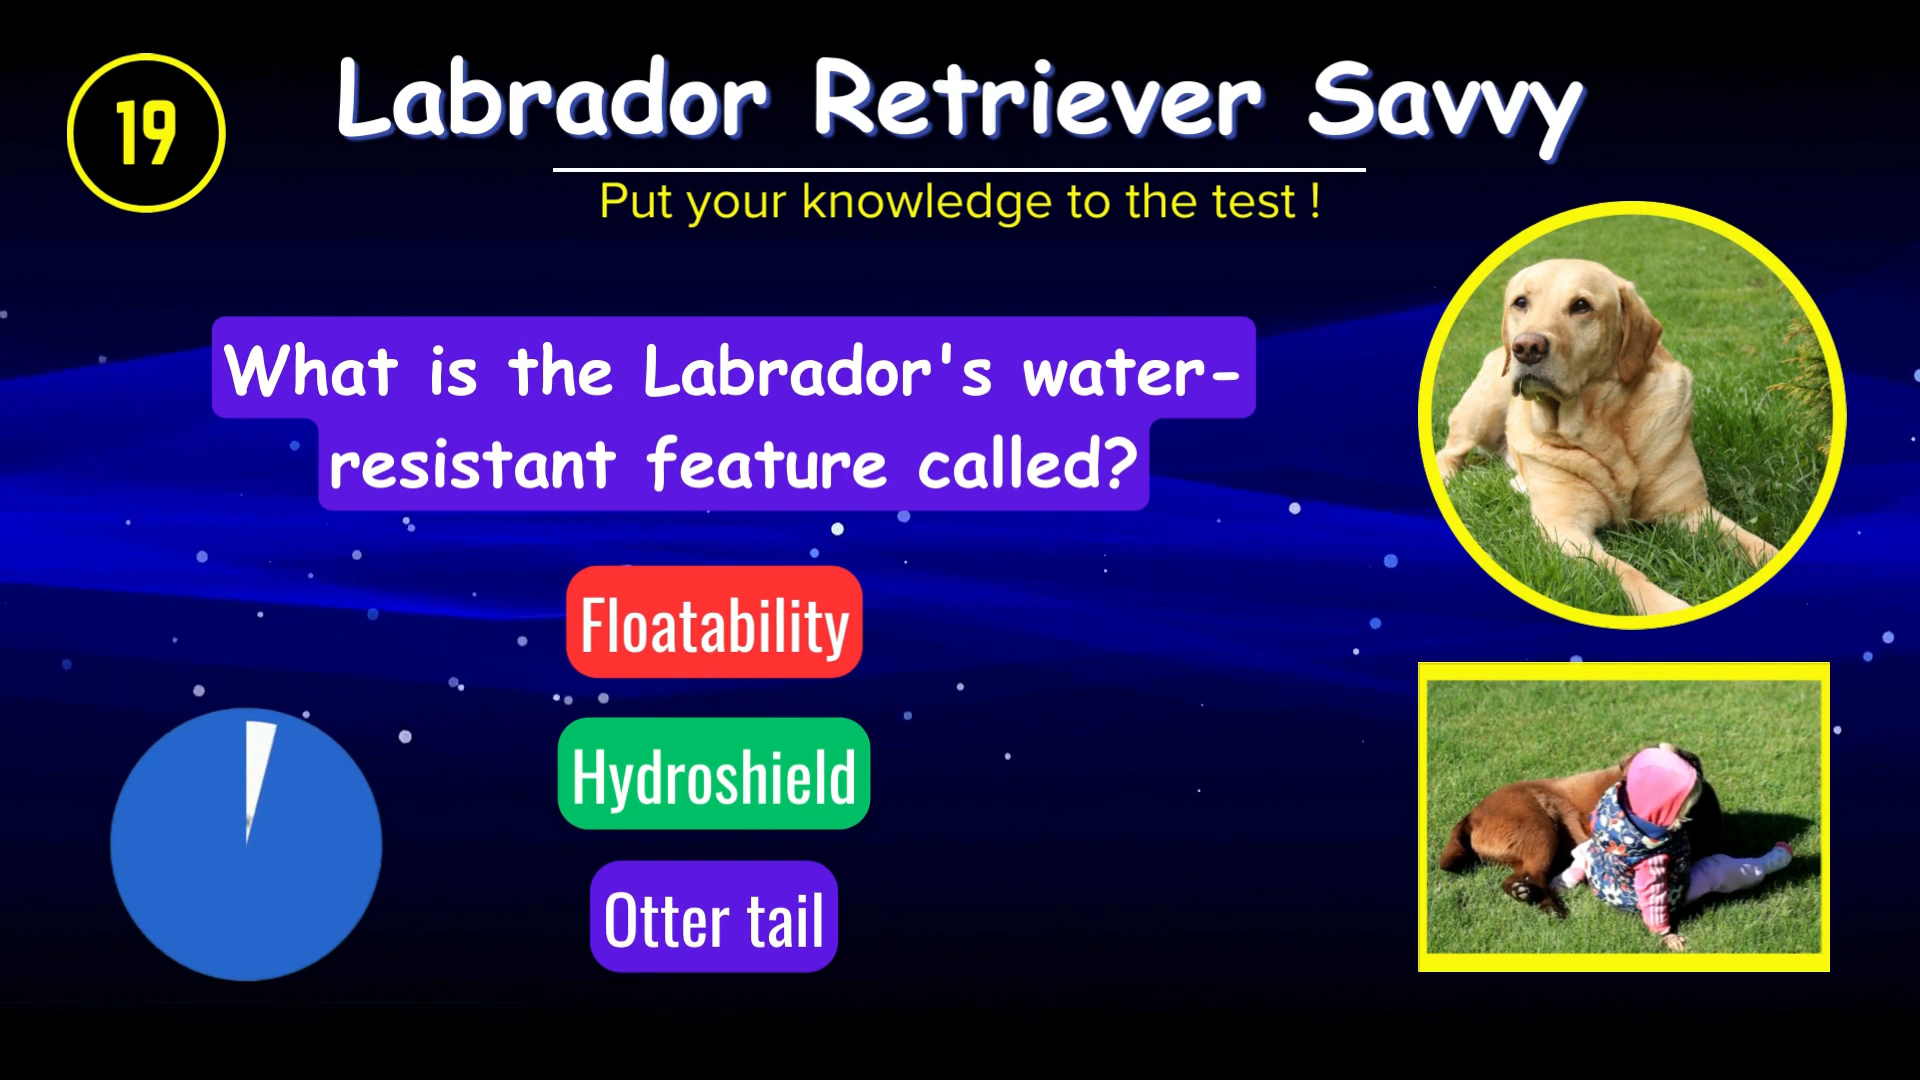 19
Labrador Retriever Savvy
Put your knowledge to the test !
What is the Labrador's water-
resistant feature called?
Floatability
Hydroshield
Otter tail